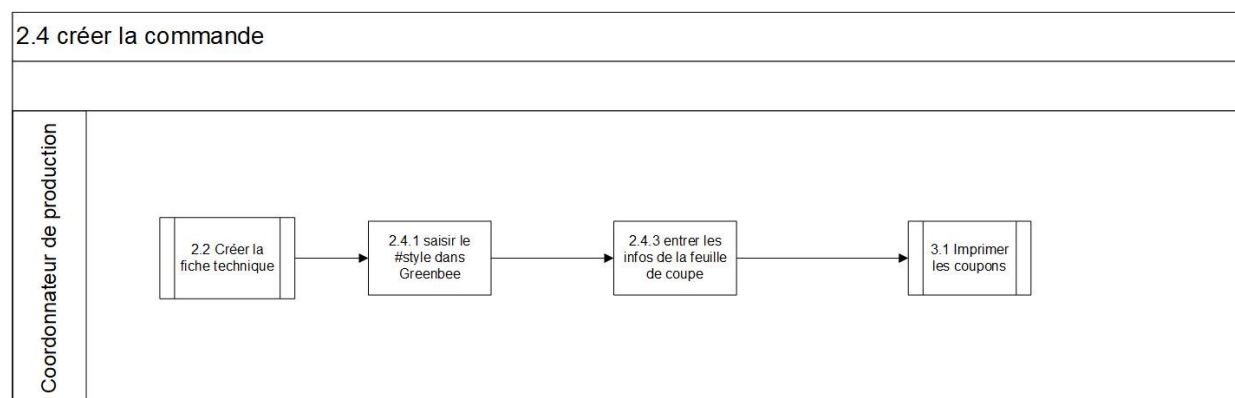 2.4 créer la commande
Coordonnateur de production
2.2 Créer la
fiche technique
2.4.1 saisir le
#style dans
Greenbee
2.4.3 entrer les
infos de la feuille
de coupe
3.1 Imprimer
les coupons